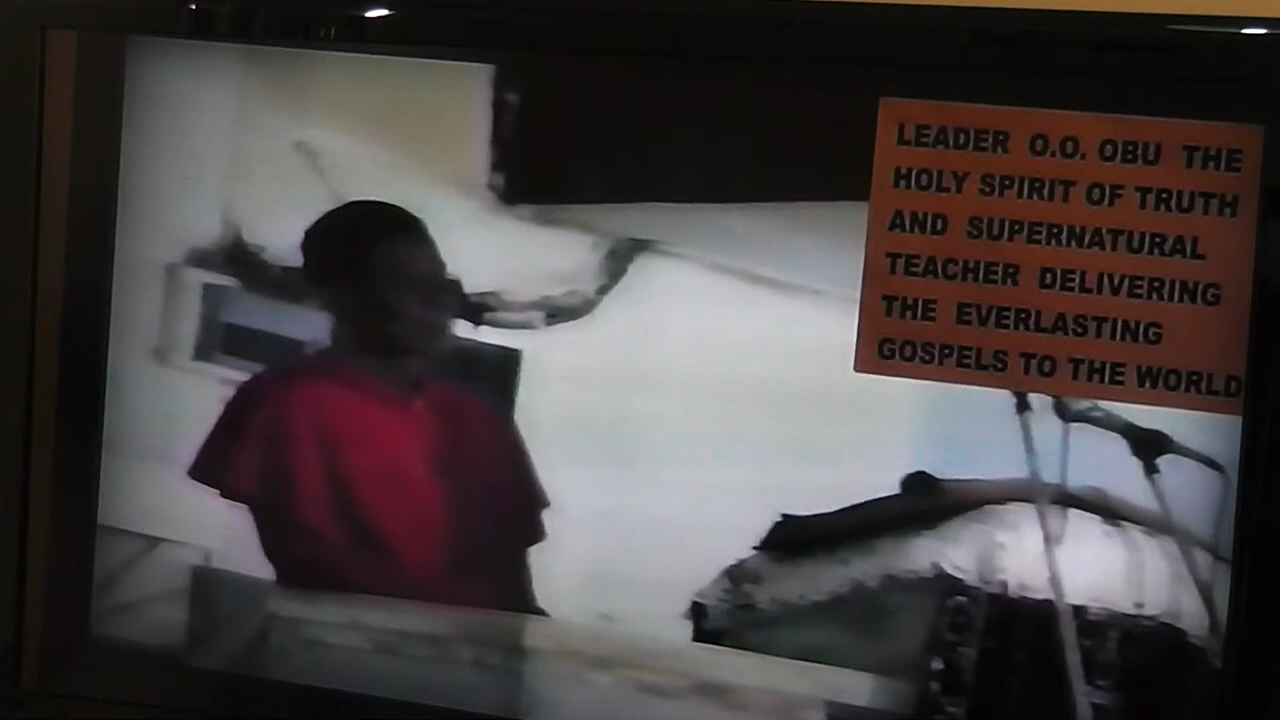 LEADER O.O. OBU THE
HOLY SPIRIT OF TRUTH
AND SUPERNATURAL
TEACHER DELIVERING
THE EVERLASTING
GOSPELS TO THE WORLD